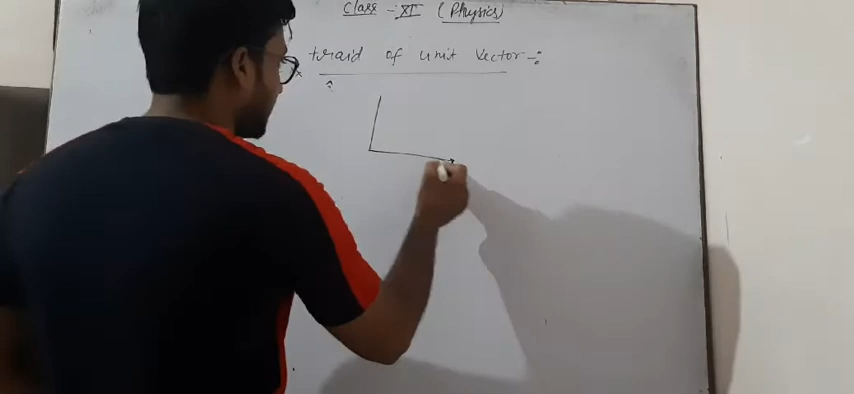 Class - XI (Physics)
traid of unit vector -: